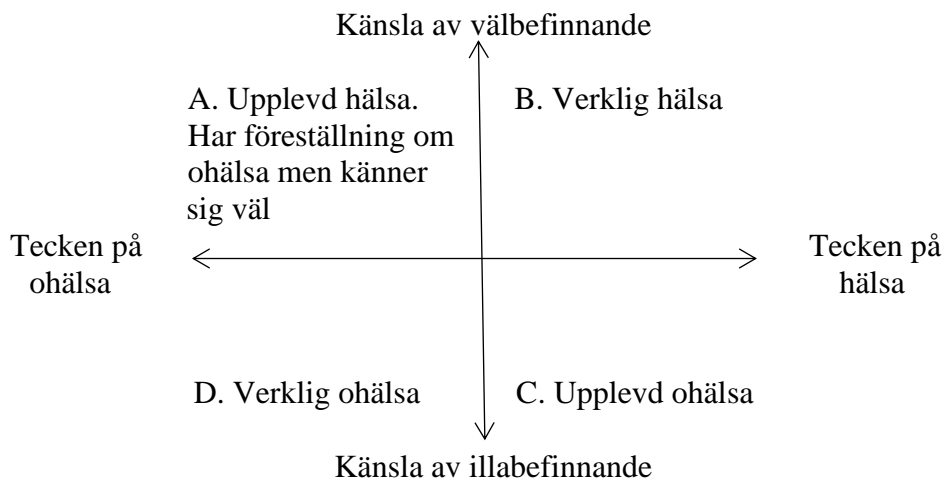 Känsla av välbefinnande
A. Upplevd hälsa.
Har föreställning om
ohälsa men känner
sig väl
B. Verklig hälsa
Tecken på
ohälsa
Tecken på
hälsa
D. Verklig ohälsa
C. Upplevd ohälsa
Känsla av illabefinnande